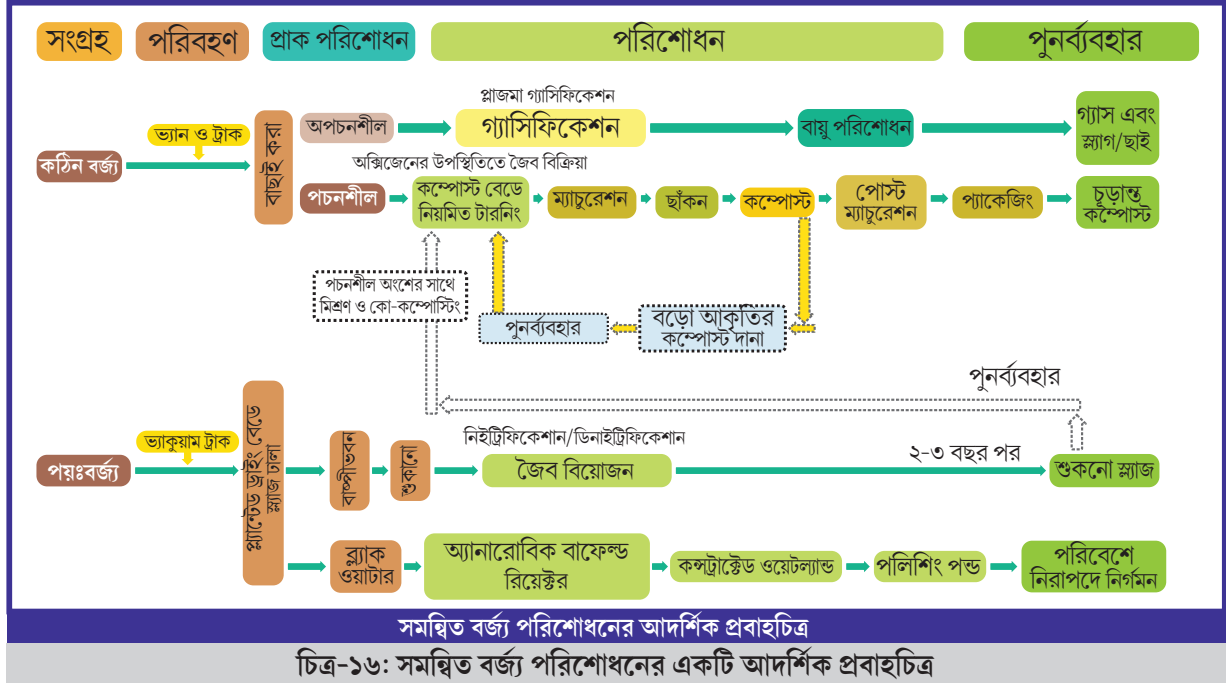 সংগ্রহ
পরিবহণ
প্রাক পরিশোধন
পরিশোধন
পুনর্ব্যবহার
কঠিন বর্জ্য
ভ্যান ও ট্রাক
বাছাই করা
অপচনশীল
প্লাজমা গ্যাসিফিকেশন
গ্যাসিফিকেশন
বায়ু পরিশোধন
গ্যাস এবং
স্ল্যাগ/ছাই
অক্সিজেনের উপস্থিতিতে জৈব বিক্রিয়া
পচনশীল
কম্পোস্ট বেডে
নিয়মিত টারনিং
ম্যাচুরেশন
ছাঁকন
কম্পোস্ট
পোস্ট
ম্যাচুরেশন
প্যাকেজিং
চূড়ান্ত
কম্পোস্ট
পচনশীল অংশের সাথে
মিশ্রণ ও কো-কম্পোস্টিং
পুনর্ব্যবহার
বড়ো আকৃতির
কম্পোস্ট দানা
পুনর্ব্যবহার
পয়ঃবর্জ্য
ভ্যাকুয়াম ট্রাক
প্ল্যান্টেড ড্রাইং বেডে
স্ল্যাজ ঢালা
বাষ্পীভবন
শুকানো
নিইট্রিফিকেশান/ডিনাইট্রিফিকেশান
জৈব বিয়োজন
২-৩ বছর পর
শুকনো স্ল্যাজ
ব্ল্যাক
ওয়াটার
অ্যানারোবিক বাফেল্ড
রিয়েক্টর
কন্সট্রাক্টেড ওয়েটল্যান্ড
পলিশিং পন্ড
পরিবেশে
নিরাপদে নির্গমন
সমন্বিত বর্জ্য পরিশোধনের আদর্শিক প্রবাহচিত্র
চিত্র-১৬: সমন্বিত বর্জ্য পরিশোধনের একটি আদর্শিক প্রবাহচিত্র